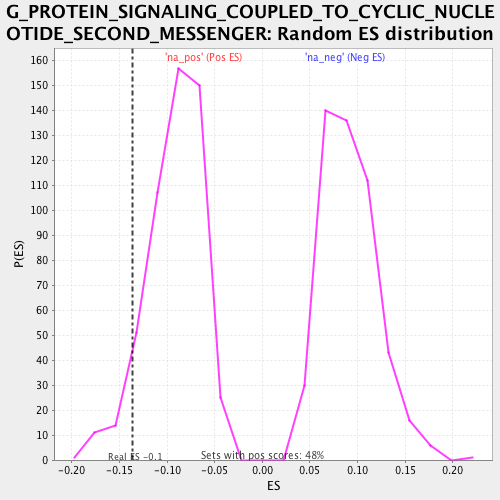 G_PROTEIN_SIGNALING_COUPLED_TO_CYCLIC_NUCLE
OTIDE_SECOND_MESSENGER: Random ES distribution
'na_pos' (Pos ES) 'na_neg' (Neg ES)
160
150
140
130
120
110
100
90
80
70
60
50
40
30
20
10
0
P(ES)
Real ES -0.1 Sets with pos scores: 48%
-0.20 -0.15 -0.10 -0.05 0.00 0.05 0.10 0.15 0.20
ES